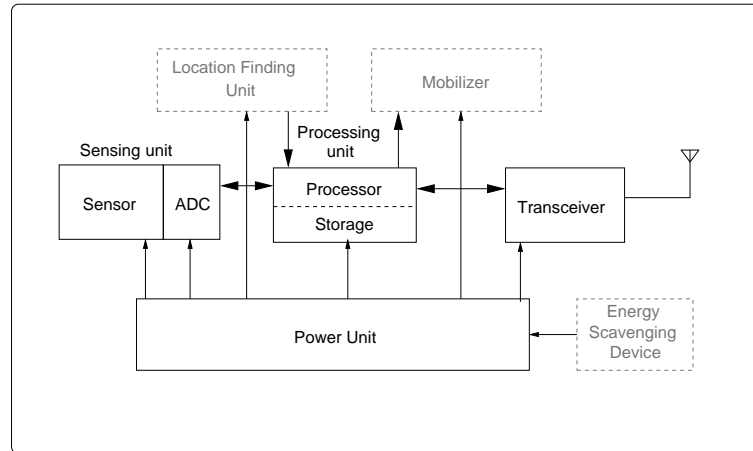 Location Finding
Unit
Mobilizer
Processing
unit
Sensing unit
Sensor
ADC
Processor
Storage
Transceiver
Power Unit
Energy
Scavenging
Device